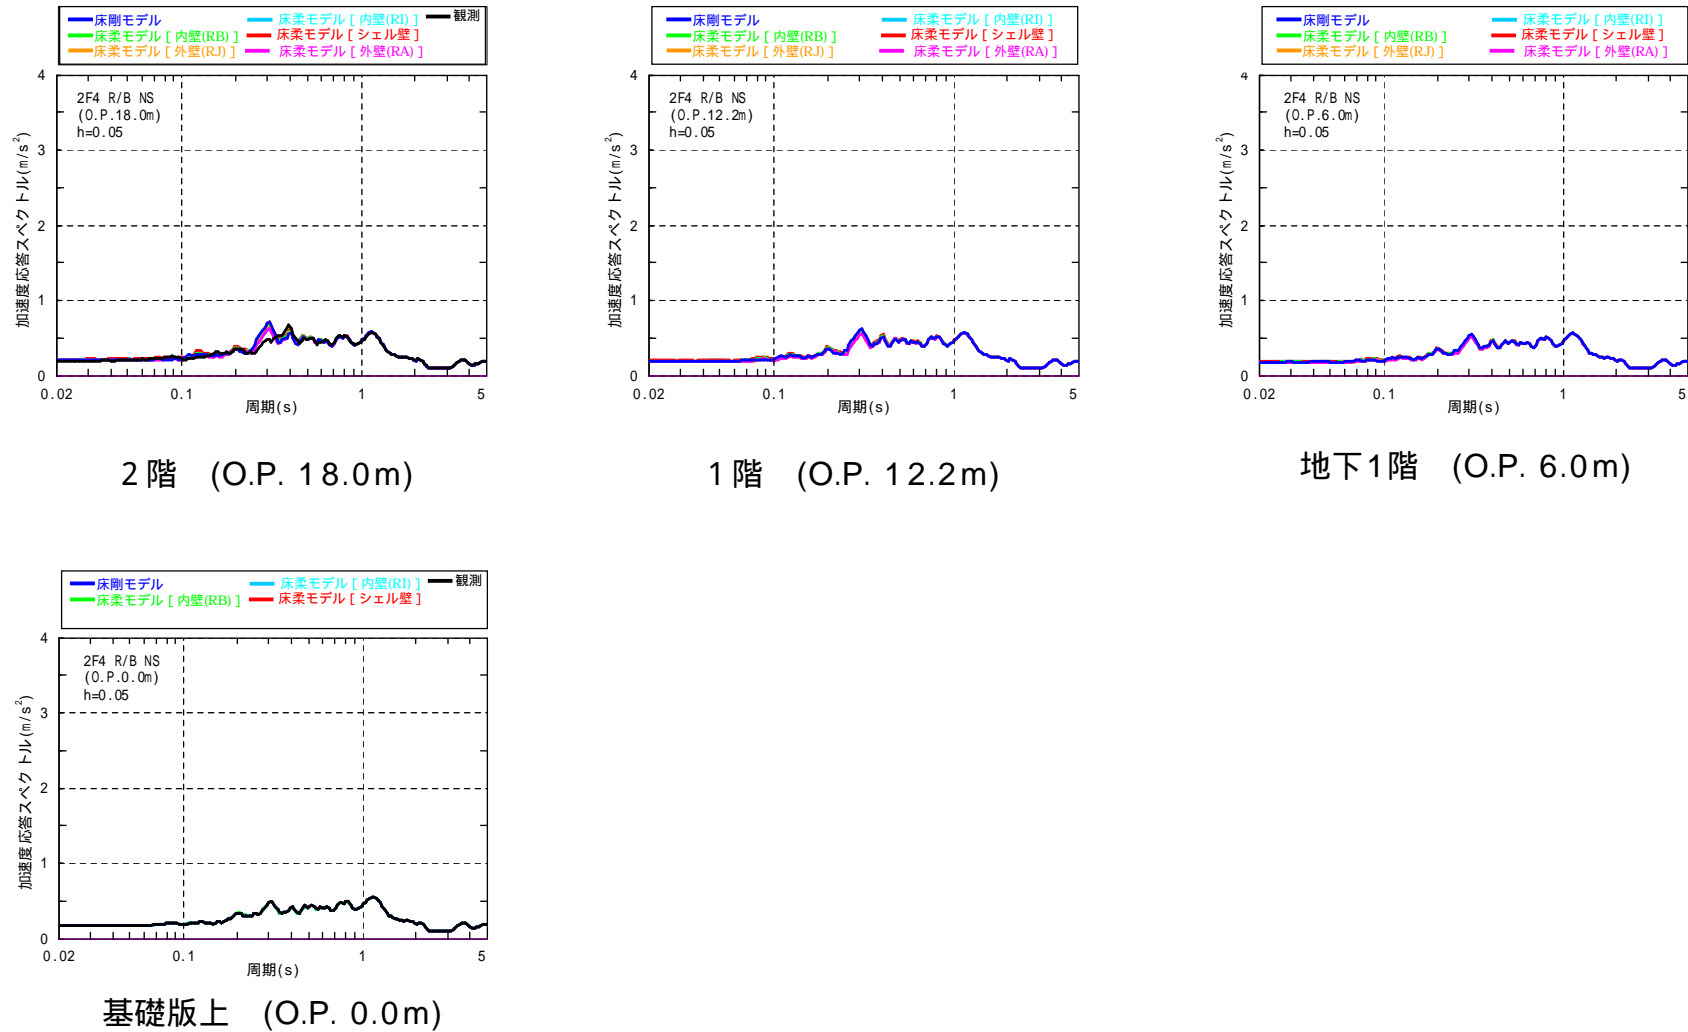 床剛モデル 床柔モデル [ 内壁(RI) ] 観測
床柔モデル [ 内壁(RB) ] 床柔モデル [ シェル壁 ]
床柔モデル [ 外壁(RJ) ] 床柔モデル [ 外壁(RA) ]
加速度応答スペクトル(m/s²)
4
3
2
1
0
2F4 R/B NS
(O.P.18.0m)
h=0.05
0.02 0.1 1 5
周期(s)
2階 (O.P. 18.0m)
床剛モデル 床柔モデル [ 内壁(RI) ]
床柔モデル [ 内壁(RB) ] 床柔モデル [ シェル壁 ]
床柔モデル [ 外壁(RJ) ] 床柔モデル [ 外壁(RA) ]
加速度応答スペクトル(m/s²)
4
3
2
1
0
2F4 R/B NS
(O.P.12.2m)
h=0.05
0.02 0.1 1 5
周期(s)
1階 (O.P. 12.2m)
床剛モデル 床柔モデル [ 内壁(RI) ]
床柔モデル [ 内壁(RB) ] 床柔モデル [ シェル壁 ]
床柔モデル [ 外壁(RJ) ] 床柔モデル [ 外壁(RA) ]
加速度応答スペクトル(m/s²)
4
3
2
1
0
2F4 R/B NS
(O.P.6.0m)
h=0.05
0.02 0.1 1 5
周期(s)
地下1階 (O.P. 6.0m)
床剛モデル 床柔モデル [ 内壁(RI) ] 観測
床柔モデル [ 内壁(RB) ] 床柔モデル [ シェル壁 ]
加速度応答スペクトル(m/s²)
4
3
2
1
0
2F4 R/B NS
(O.P.0.0m)
h=0.05
0.02 0.1 1 5
周期(s)
基礎版上 (O.P. 0.0m)